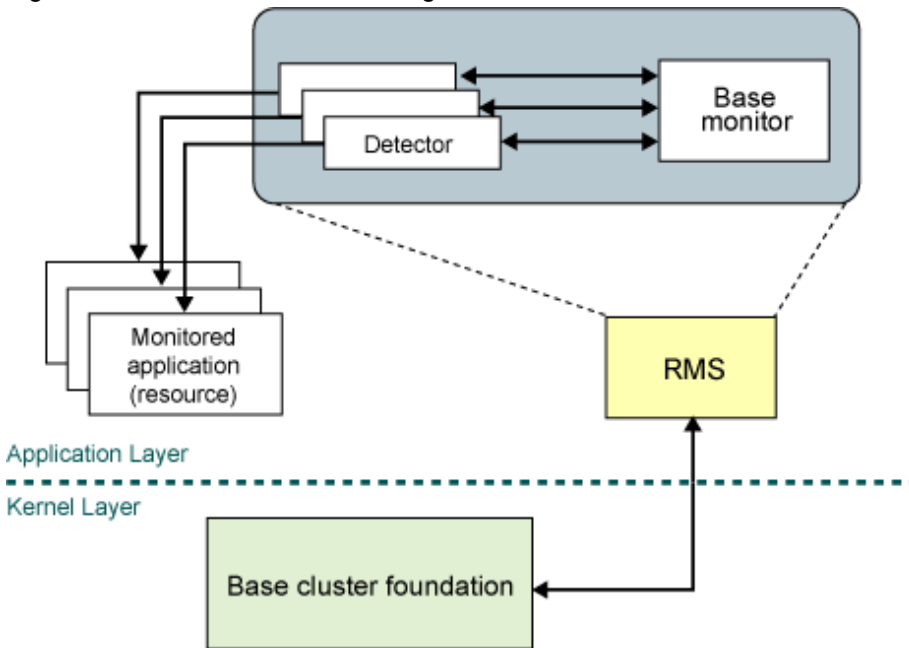 Detector
Base
monitor
Monitored
application
(resource)
RMS
Application Layer
Kernel Layer
Base cluster foundation